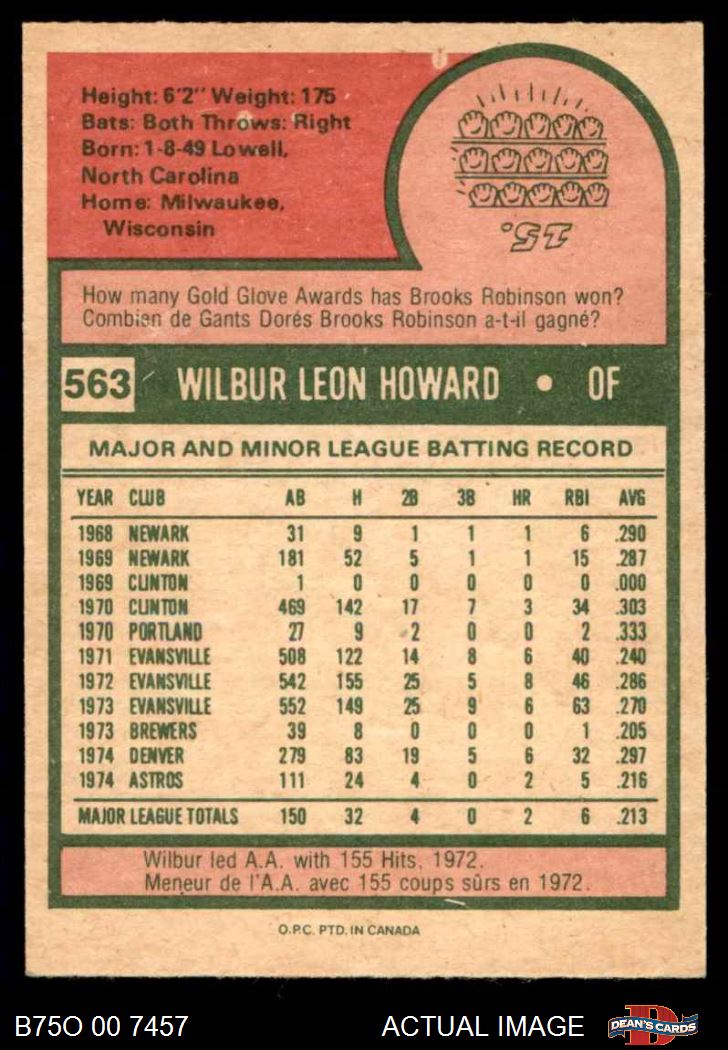 Height: 6'2" Weight: 175
Bats: Both Throws: Right
Born: 1-8-49 Lowell,
North Carolina
Home: Milwaukee,
Wisconsin
15.
How many Gold Glove Awards has Brooks Robinson won?
Combien de Gants Dorés Brooks Robinson a-t-il gagné?
563 WILBUR LEON HOWARD • OF
MAJOR AND MINOR LEAGUE BATTING RECORD
YEAR CLUB AB H 2B 3B HR RBI AVG
1968 NEWARK 31 9 1 1 1 6 .290
1969 NEWARK 181 52 5 1 1 15 .287
1969 CLINTON 1 0 0 0 0 0 .000
1970 CLINTON 469 142 17 7 3 34 .303
1970 PORTLAND 27 9 2 0 0 2 .333
1971 EVANSVILLE 508 122 14 8 6 40 .240
1972 EVANSVILLE 542 155 25 5 8 46 .286
1973 EVANSVILLE 552 149 25 9 6 63 .270
1973 BREWERS 39 8 0 0 0 1 .205
1974 DENVER 279 83 19 5 6 32 .297
1974 ASTROS 111 24 4 0 2 5 .216
MAJOR LEAGUE TOTALS 150 32 4 0 2 6 .213
Wilbur led A.A. with 155 Hits, 1972.
Meneur de l'A.A. avec 155 coups sûrs en 1972.
O.P.C. PTD. IN CANADA
B75O 00 7457 ACTUAL IMAGE DEAN'S CARDS